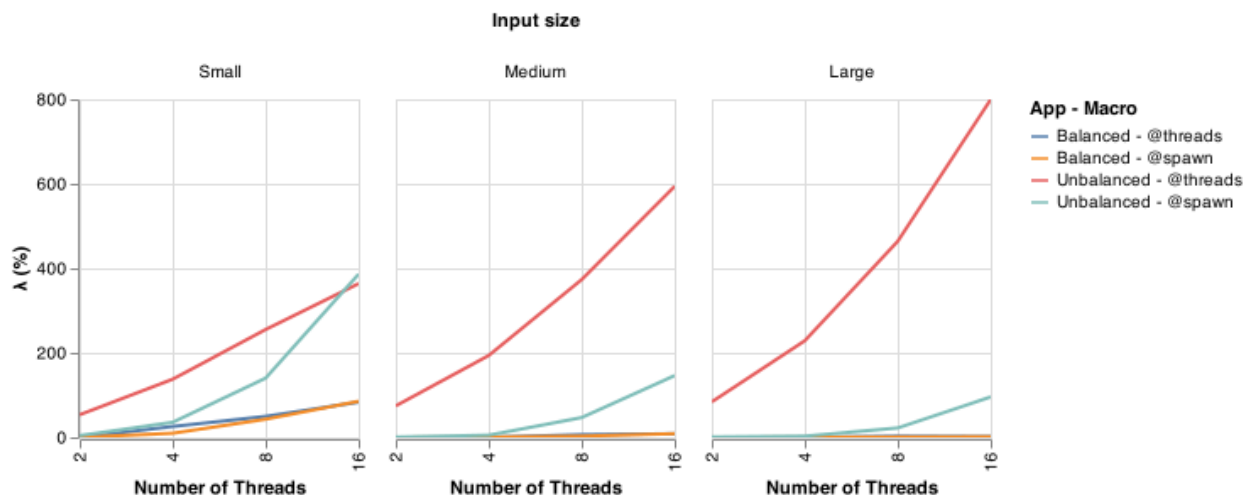 Input size
Small
Medium
Large
800
600
400
200
0
λ (%)
2
4
8
16
2
4
8
16
2
4
8
16
Number of Threads
Number of Threads
Number of Threads
App - Macro
Balanced - @threads
Balanced - @spawn
Unbalanced - @threads
Unbalanced - @spawn